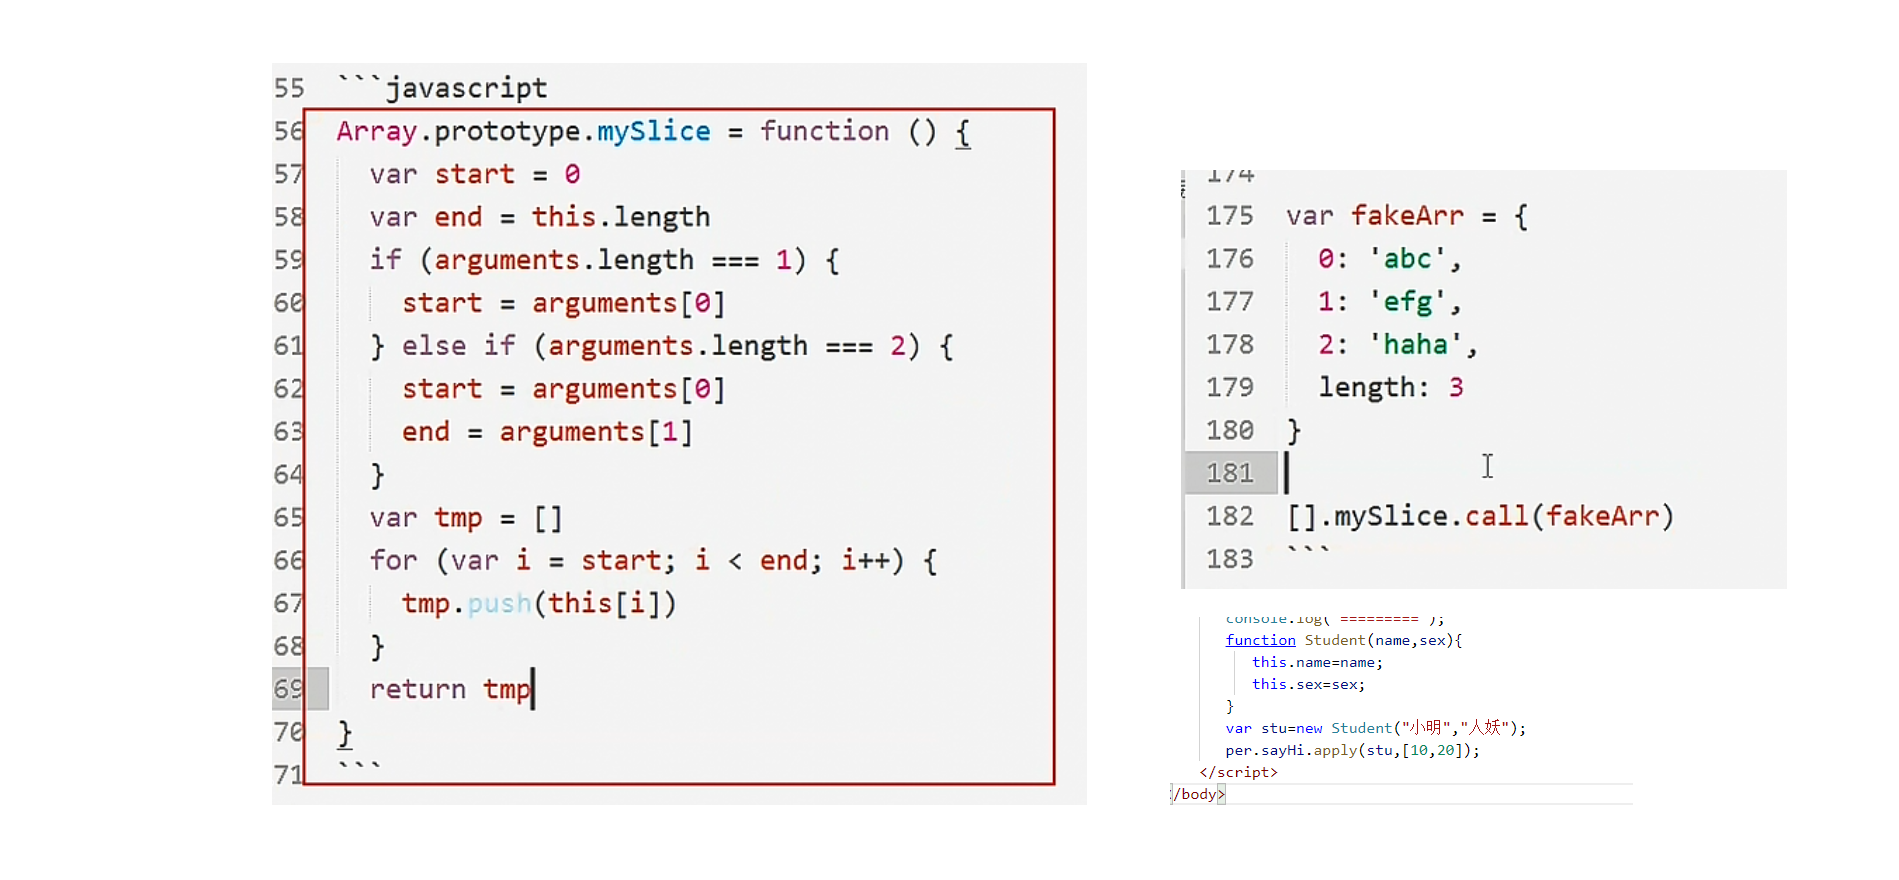 55 ```javascript
56 Array.prototype.mySlice = function () {
57 var start = 0
58 var end = this.length
59 if (arguments.length === 1) {
60 start = arguments[0]
61 } else if (arguments.length === 2) {
62 start = arguments[0]
63 end = arguments[1]
64 }
65 var tmp = []
66 for (var i = start; i < end; i++) {
67 tmp.push(this[i])
68 }
69 return tmp
70 }
71 ```
174
175 var fakeArr = {
176 0: 'abc',
177 1: 'efg',
178 2: 'haha',
179 length: 3
180 }
181
182 [].mySlice.call(fakeArr)
183 ```
console.log( ========= );
function Student(name,sex){
this.name=name;
this.sex=sex;
}
var stu=new Student("小明","人妖");
per.sayHi.apply(stu,[10,20]);
</script>
/body>